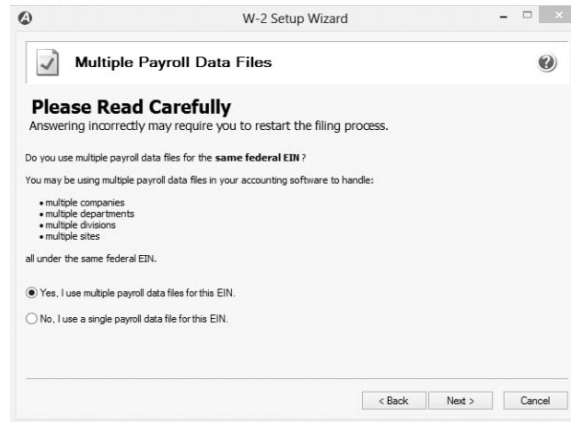 W-2 Setup Wizard
Multiple Payroll Data Files
Please Read Carefully
Answering incorrectly may require you to restart the filing process.
Do you use multiple payroll data files for the same federal EIN ?
You may be using multiple payroll data files in your accounting software to handle:
• multiple companies
• multiple departments
• multiple divisions
• multiple sites
all under the same federal EIN.
Yes, I use multiple payroll data files for this EIN.
No, I use a single payroll data file for this EIN.
< Back Next > Cancel